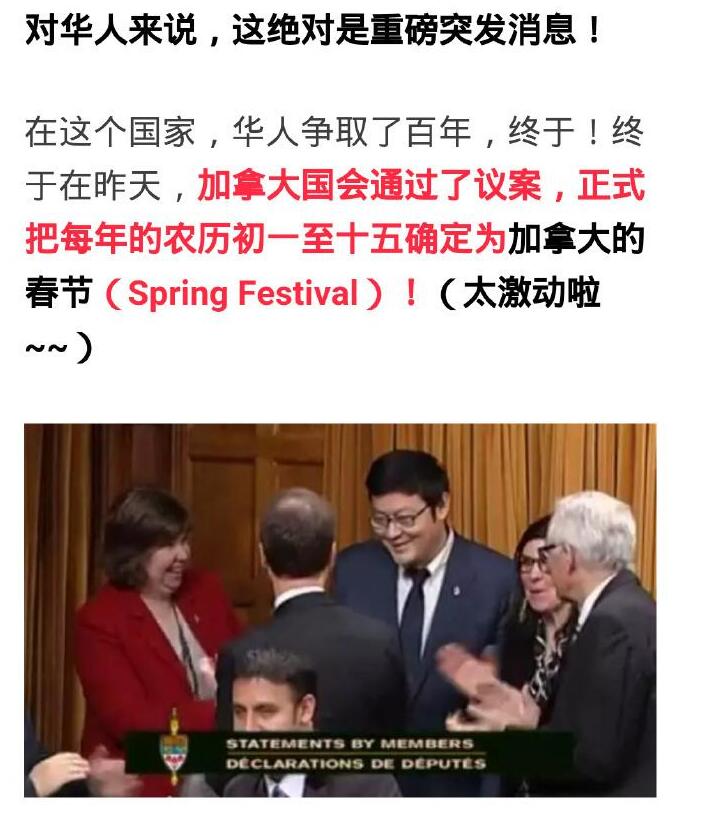 对华人来说，这绝对是重磅突发消息！
在这个国家，华人争取了百年，终于！终
于在昨天，加拿大国会通过了议案，正式
把每年的农历初一至十五确定为加拿大的
春节（Spring Festival）！（太激动啦
~~）
STATEMENTS BY MEMBERS
DÉCLARATIONS DE DÉPUTÉS